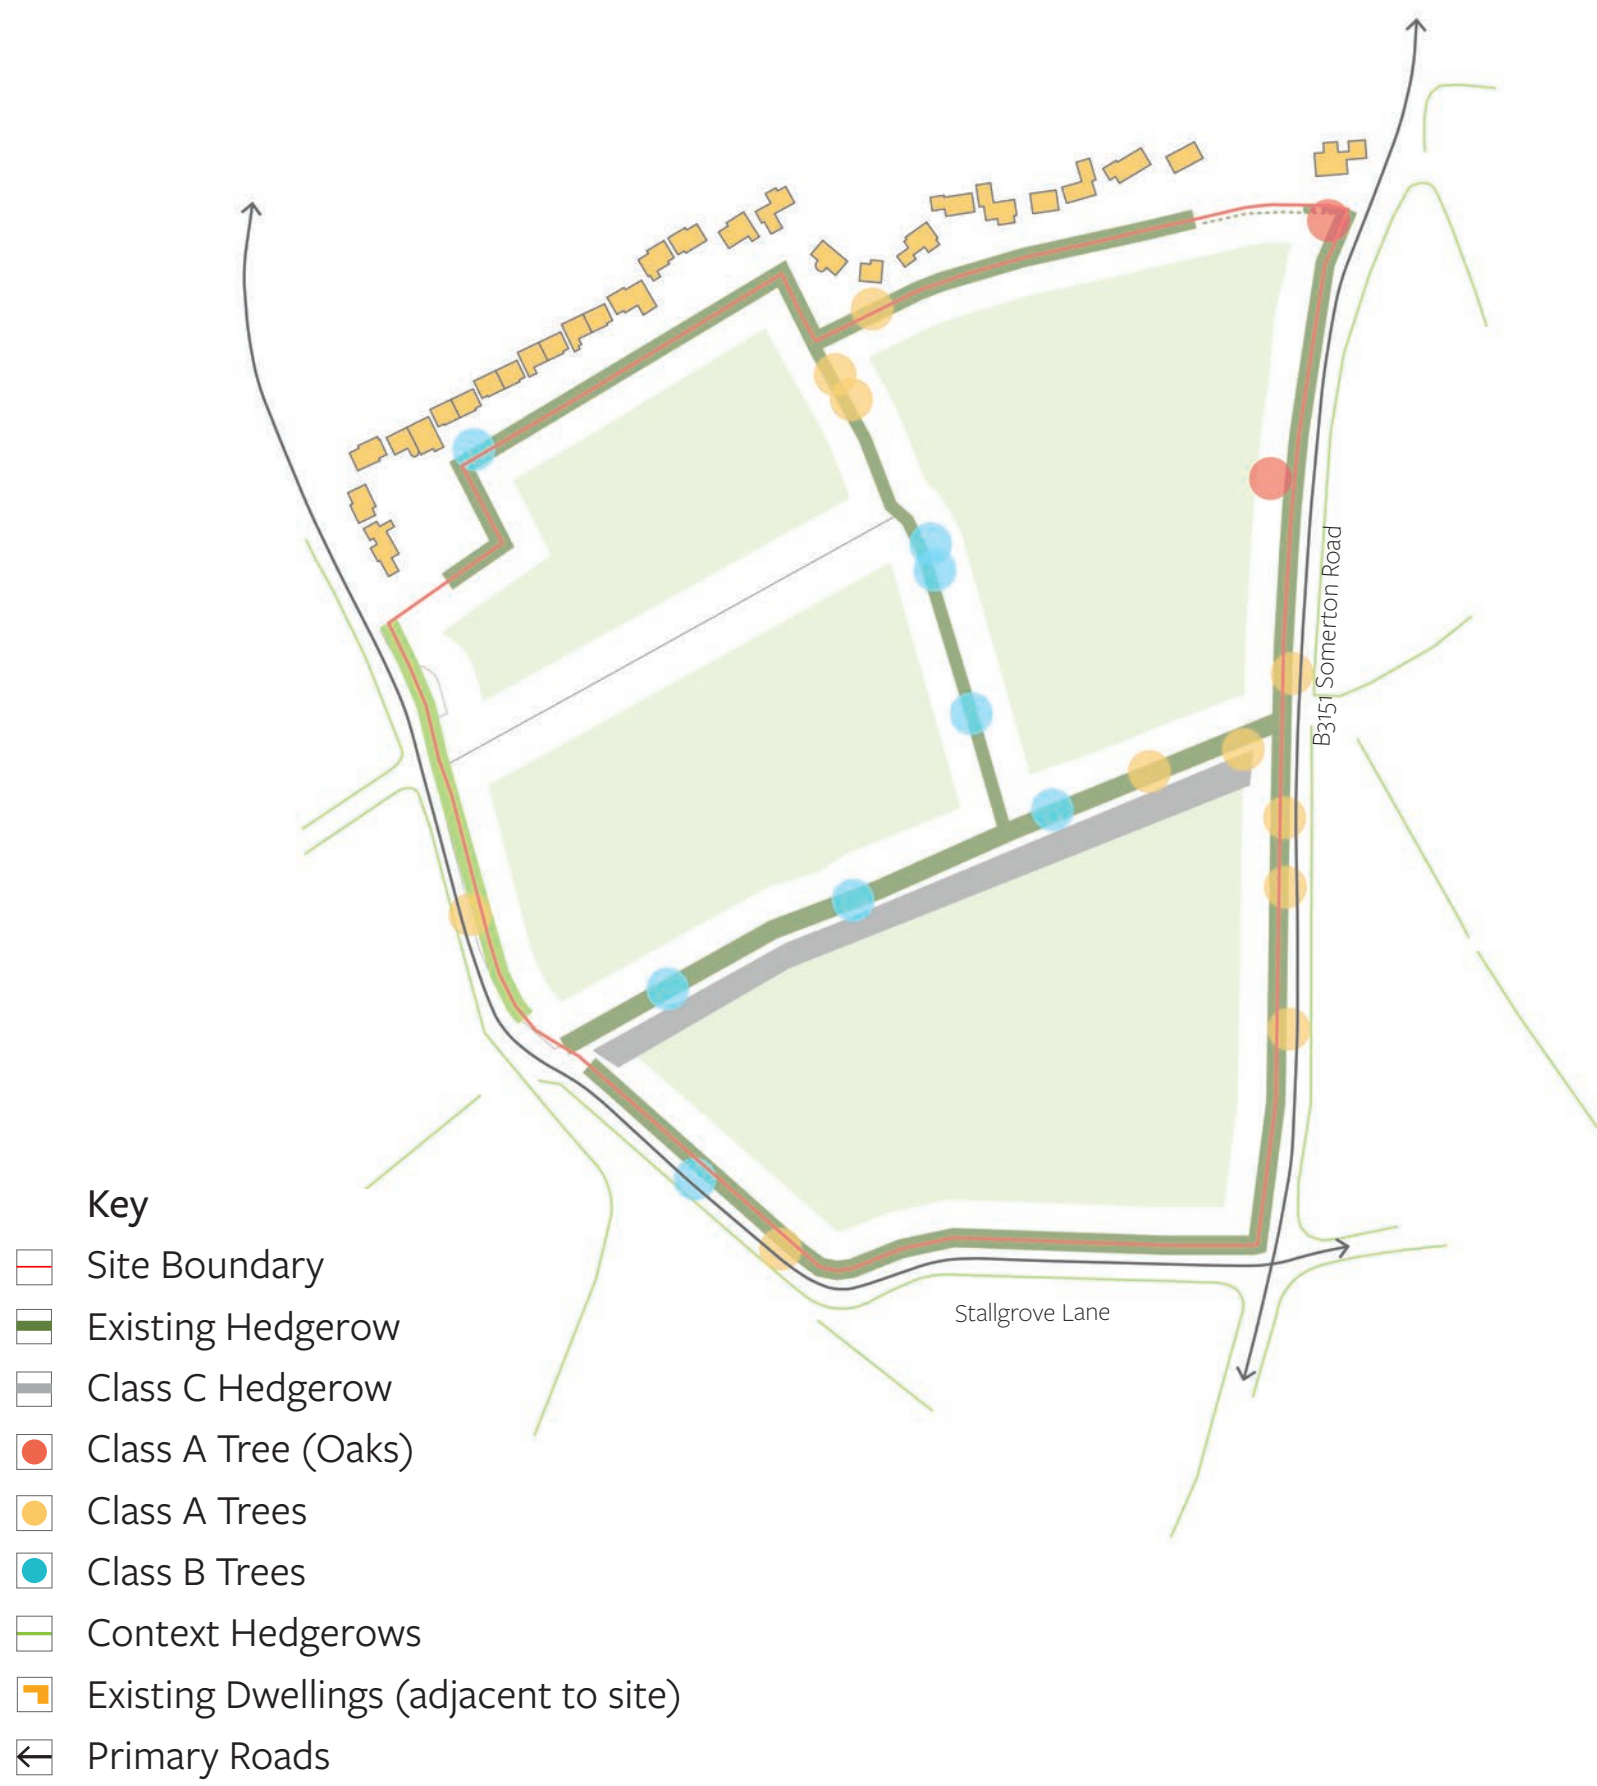 B3151 Somerton Road
Stallgrove Lane
Key
Site Boundary
Existing Hedgerow
Class C Hedgerow
Class A Tree (Oaks)
Class A Trees
Class B Trees
Context Hedgerows
Existing Dwellings (adjacent to site)
Primary Roads